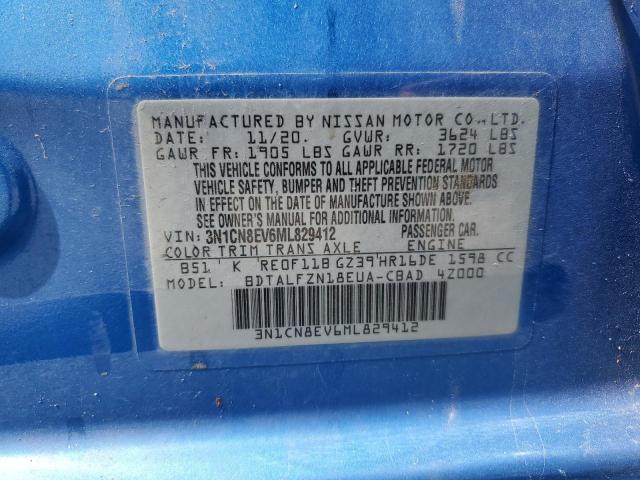 MANUFACTURED BY NISSAN MOTOR CO.,LTD.
DATE: 11/20. GVWR: 3624 LBS
GAWR FR: 1905 LBS GAWR RR: 1720 LBS
THIS VEHICLE CONFORMS TO ALL APPLICABLE FEDERAL MOTOR
VEHICLE SAFETY, BUMPER AND THEFT PREVENTION STANDARDS
IN EFFECT ON THE DATE OF MANUFACTURE SHOWN ABOVE.
SEE OWNER'S MANUAL FOR ADDITIONAL INFORMATION.
VIN: 3N1CN8EV6ML829412 PASSENGER CAR.
COLOR TRIM TRANS AXLE ENGINE
B51 K RE0F11B GZ39 HR16DE 1598 CC
MODEL: BDTALFZN18EUA-CBAD 4Z000
3N1CN8EV6ML829412